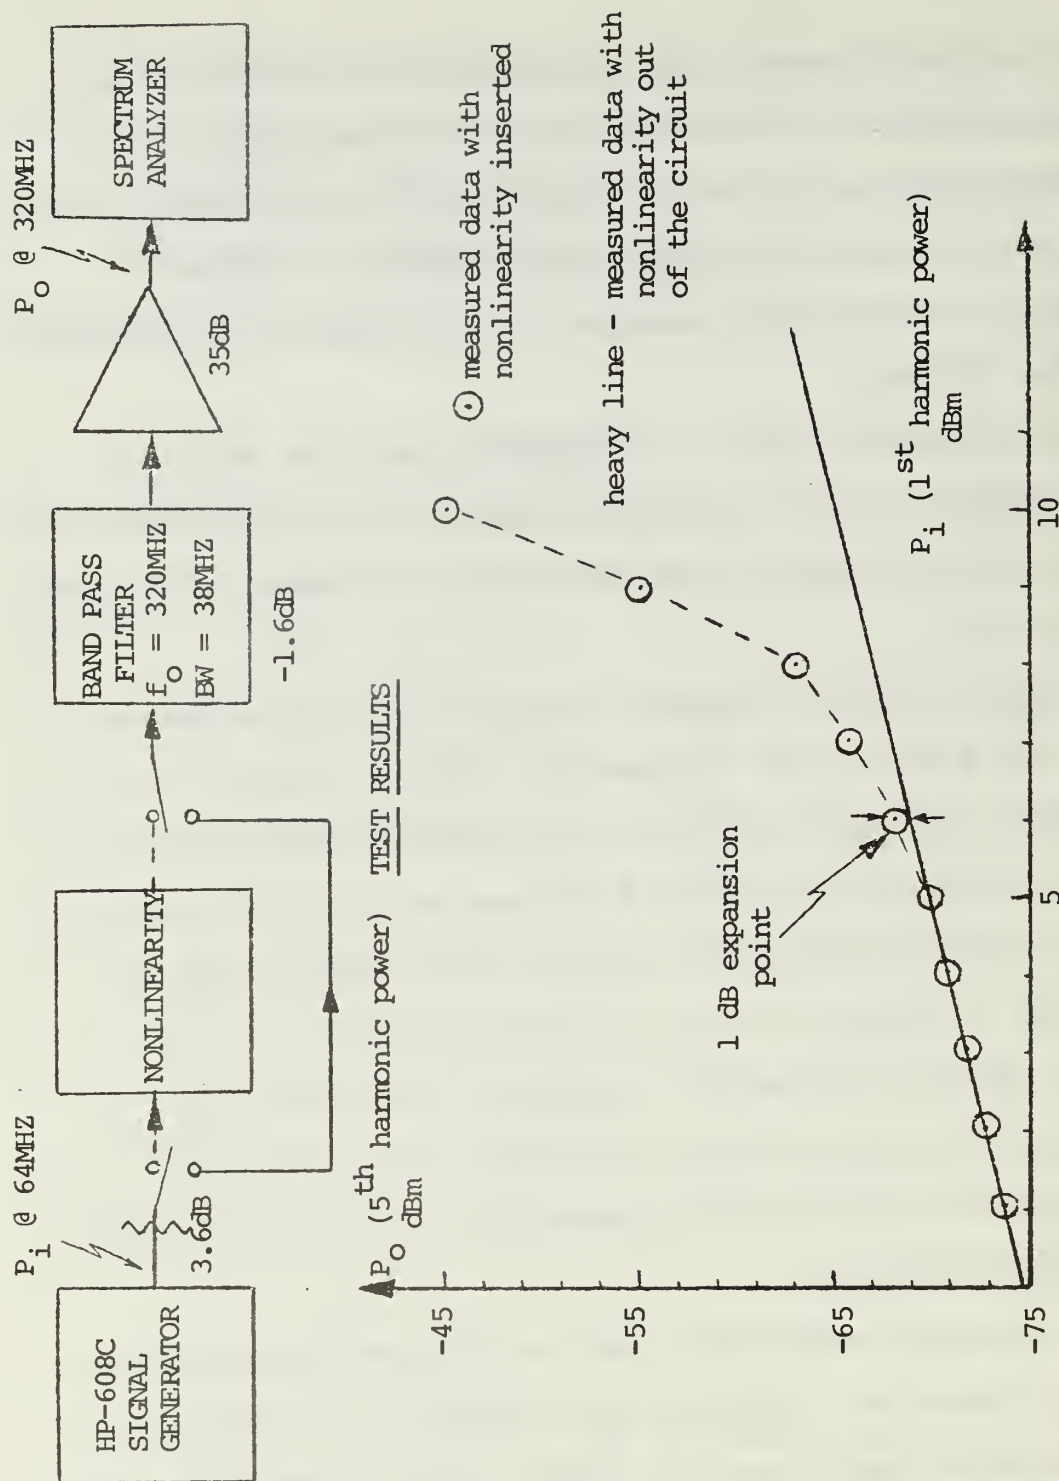 P_i @ 64MHZ
P_o @ 320MHZ
HP-608C
SIGNAL
GENERATOR
3.6dB
NONLINEARITY
BAND PASS
FILTER
f_o = 320MHZ
BW = 38MHZ
-1.6dB
35dB
SPECTRUM
ANALYZER
P_o (5th harmonic power)
dBm
TEST RESULTS
measured data with
nonlinearity inserted
heavy line - measured data with
nonlinearity out
of the circuit
1 dB expansion
point
P_i (1st harmonic power)
dBm
-45
-55
-65
-75
5
10